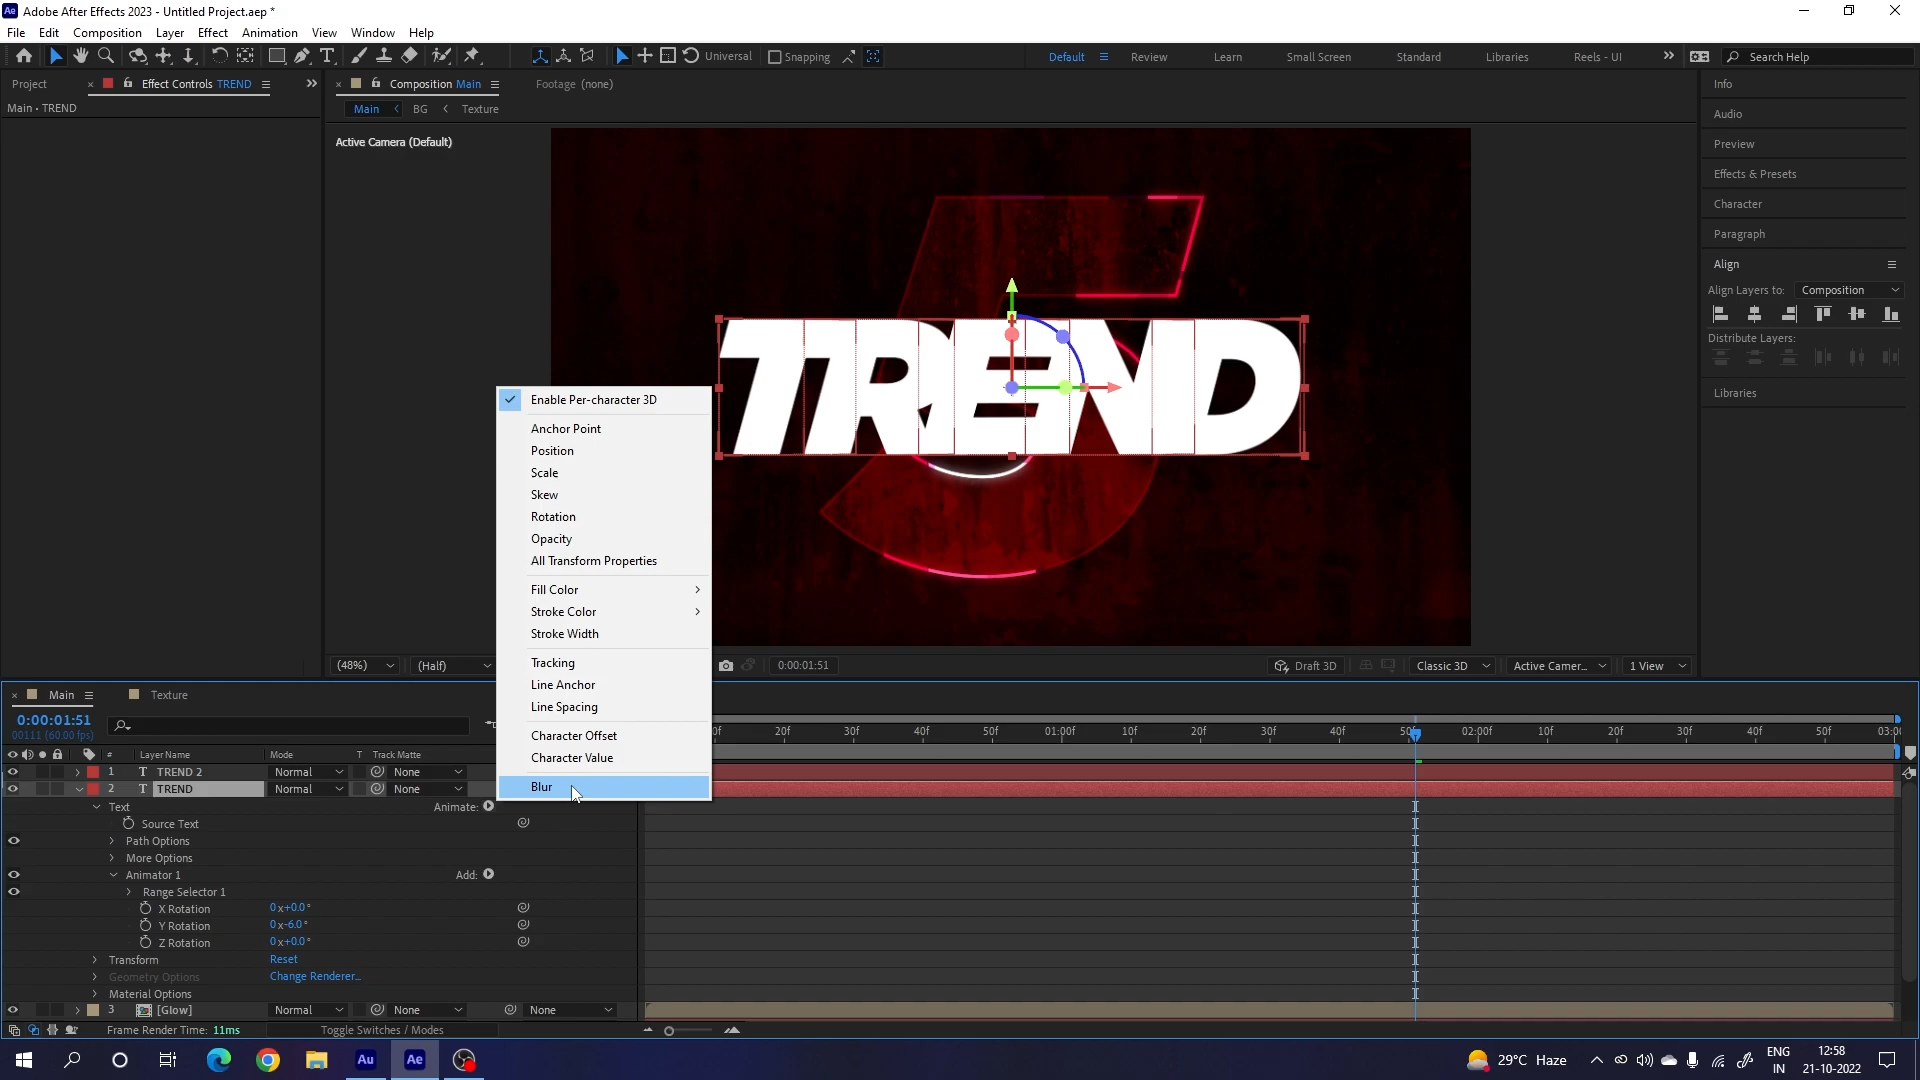 Adobe After Effects 2023 - Untitled Project.aep *
File Edit Composition Layer Effect Animation View Window Help
Universal Snapping Default Review Learn Small Screen Standard Libraries Reels - UI Search Help
Project Effect Controls TREND Composition Main Footage (none) Info
Main • TREND
Main BG Texture
Audio
Active Camera (Default)
Preview
Effects & Presets
Character
Paragraph
Align
Align Layers to: Composition
Distribute Layers:
Libraries
TREND
Enable Per-character 3D
Anchor Point
Position
Scale
Skew
Rotation
Opacity
All Transform Properties
Fill Color
Stroke Color
Stroke Width
Tracking
Line Anchor
Line Spacing
Character Offset
Character Value
Blur
(48%) (Half) 0:00:01:51 Draft 3D Classic 3D Active Camer... 1 View
Main Texture
0:00:01:51
00111 (60.00 fps)
0f 20f 30f 40f 50f 01:00f 10f 20f 30f 40f 50f 02:00f 10f 20f 30f 40f 50f 03:0
# Layer Name Mode T Track Matte
1 T TREND 2 Normal None
2 T TREND Normal None
Text Animate:
Source Text
Path Options
More Options
Animator 1 Add:
Range Selector 1
X Rotation 0x+0.0°
Y Rotation 0x-6.0°
Z Rotation 0x+0.0°
Transform Reset
Geometry Options Change Renderer...
Material Options
3 [Glow] Normal None None
Frame Render Time: 11ms Toggle Switches / Modes
Au Ae
29°C Haze
ENG
IN
12:58
21-10-2022